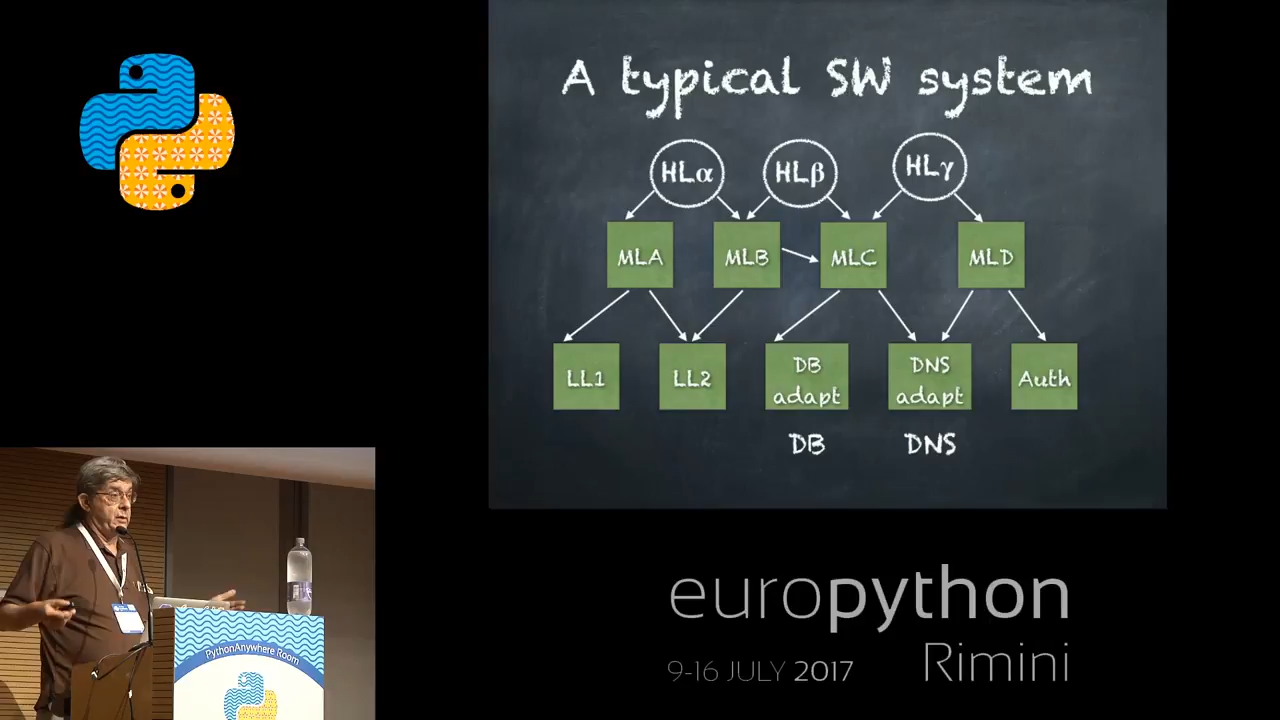 A typical SW system
HLα HLβ HLγ
MLA MLB MLC MLD
LL1 LL2 DB adapt DNS adapt Auth
DB DNS
europython
9-16 JULY 2017 Rimini
PythonAnywhere Room